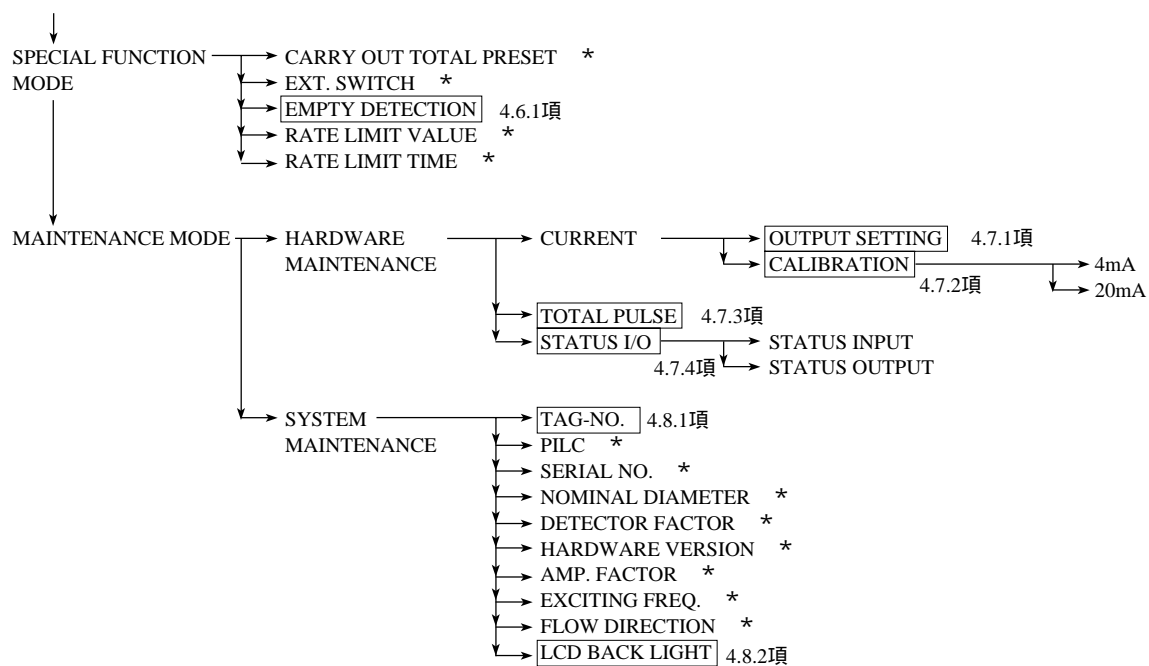 SPECIAL FUNCTION MODE
CARRY OUT TOTAL PRESET *
EXT. SWITCH *
EMPTY DETECTION 4.6.1項
RATE LIMIT VALUE *
RATE LIMIT TIME *
MAINTENANCE MODE
HARDWARE MAINTENANCE
CURRENT
OUTPUT SETTING 4.7.1項
CALIBRATION 4.7.2項
4mA
20mA
TOTAL PULSE 4.7.3項
STATUS I/O 4.7.4項
STATUS INPUT
STATUS OUTPUT
SYSTEM MAINTENANCE
TAG-NO. 4.8.1項
PILC *
SERIAL NO. *
NOMINAL DIAMETER *
DETECTOR FACTOR *
HARDWARE VERSION *
AMP. FACTOR *
EXCITING FREQ. *
FLOW DIRECTION *
LCD BACK LIGHT 4.8.2項